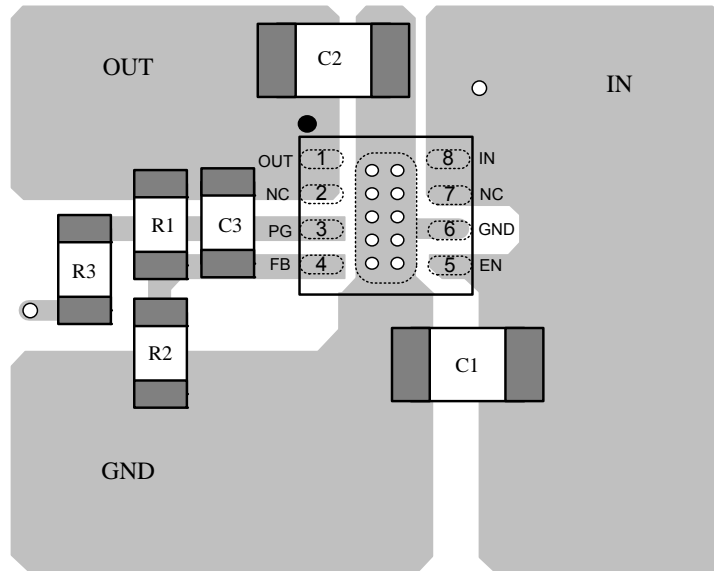 C2
OUT
IN
OUT 1 8 IN
NC 2 7 NC
R1 C3 PG 3 6 GND
R3 FB 4 5 EN
R2
C1
GND